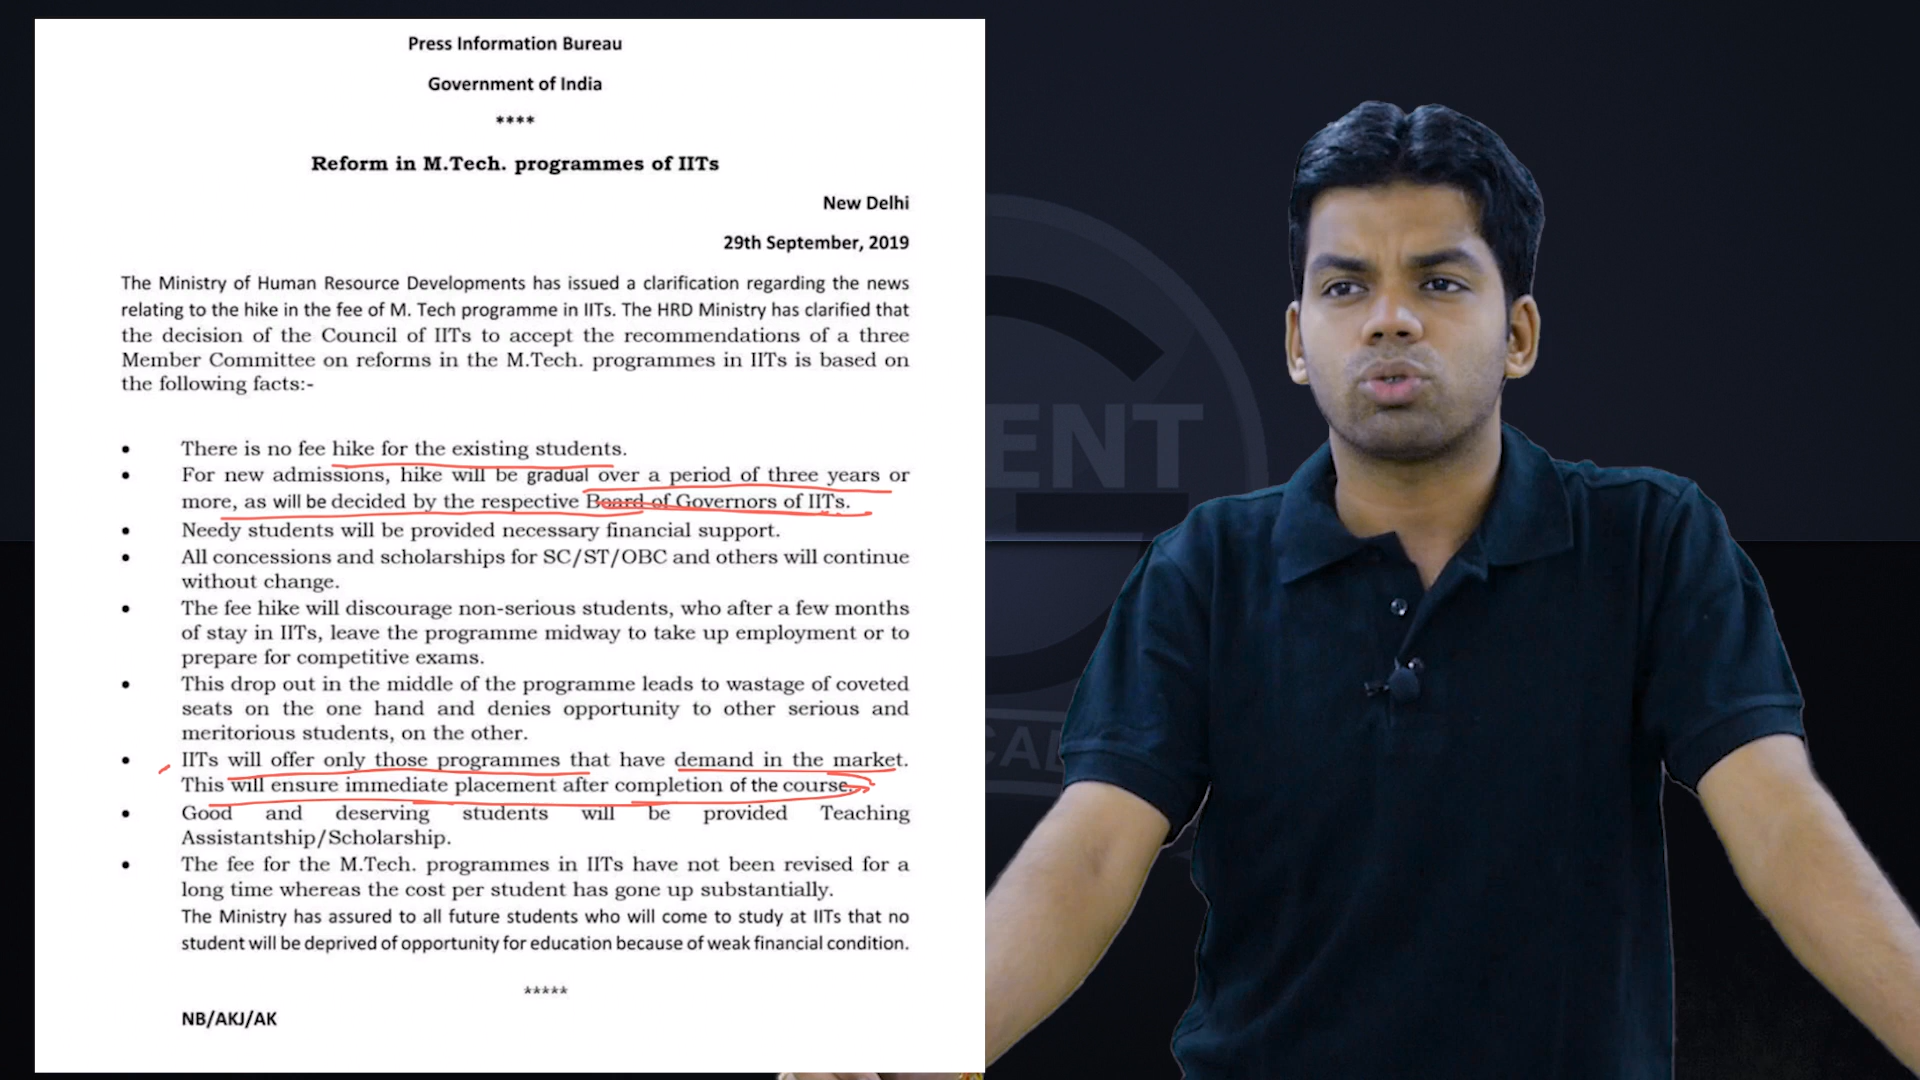 Press Information Bureau
Government of India
****
Reform in M.Tech. programmes of IITs
New Delhi
29th September, 2019
The Ministry of Human Resource Developments has issued a clarification regarding the news
relating to the hike in the fee of M. Tech programme in IITs. The HRD Ministry has clarified that
the decision of the Council of IITs to accept the recommendations of a three
Member Committee on reforms in the M.Tech. programmes in IITs is based on
the following facts:-
• There is no fee hike for the existing students.
• For new admissions, hike will be gradual over a period of three years or
more, as will be decided by the respective Board of Governors of IITs.
• Needy students will be provided necessary financial support.
• All concessions and scholarships for SC/ST/OBC and others will continue
without change.
• The fee hike will discourage non-serious students, who after a few months
of stay in IITs, leave the programme midway to take up employment or to
prepare for competitive exams.
• This drop out in the middle of the programme leads to wastage of coveted
seats on the one hand and denies opportunity to other serious and
meritorious students, on the other.
• IITs will offer only those programmes that have demand in the market.
This will ensure immediate placement after completion of the course.
• Good and deserving students will be provided Teaching
Assistantship/Scholarship.
• The fee for the M.Tech. programmes in IITs have not been revised for a
long time whereas the cost per student has gone up substantially.
The Ministry has assured to all future students who will come to study at IITs that no
student will be deprived of opportunity for education because of weak financial condition.
*****
NB/AKJ/AK
ENT
CAD